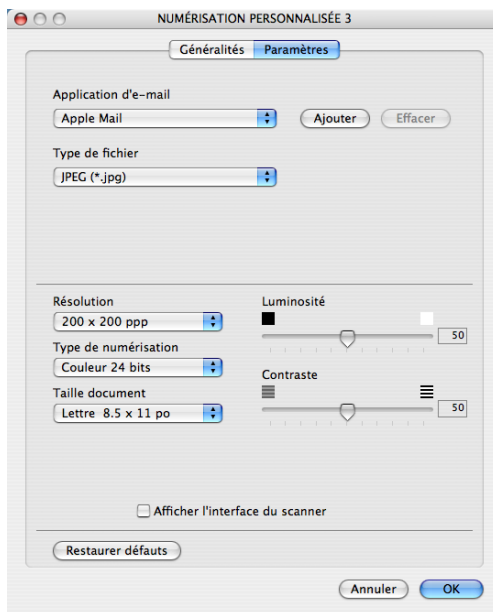 NUMÉRISATION PERSONNALISÉE 3
Généralités Paramètres
Application d'e-mail
Apple Mail Ajouter Effacer
Type de fichier
JPEG (*.jpg)
Résolution Luminosité
200 x 200 ppp 50
Type de numérisation
Couleur 24 bits Contraste
Taille document
Lettre 8.5 x 11 po 50
Afficher l'interface du scanner
Restaurer défauts
Annuler OK